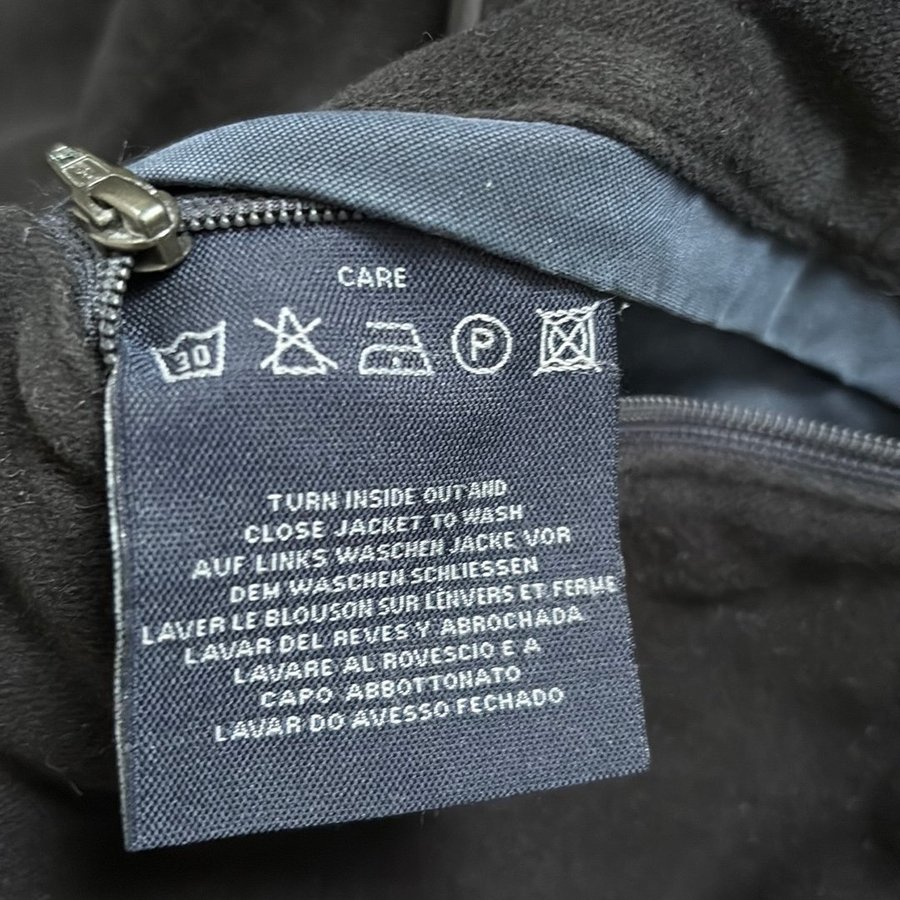 CARE
30
P
TURN INSIDE OUT AND
CLOSE JACKET TO WASH
AUF LINKS WASCHEN JACKE VOR
DEM WASCHEN SCHLIESSEN
LAVER LE BLOUSON SUR L'ENVERS ET FERME
LAVAR DEL REVES Y ABROCHADA
LAVARE AL ROVESCIO E A
CAPO ABBOTTONATO
LAVAR DO AVESSO FECHADO